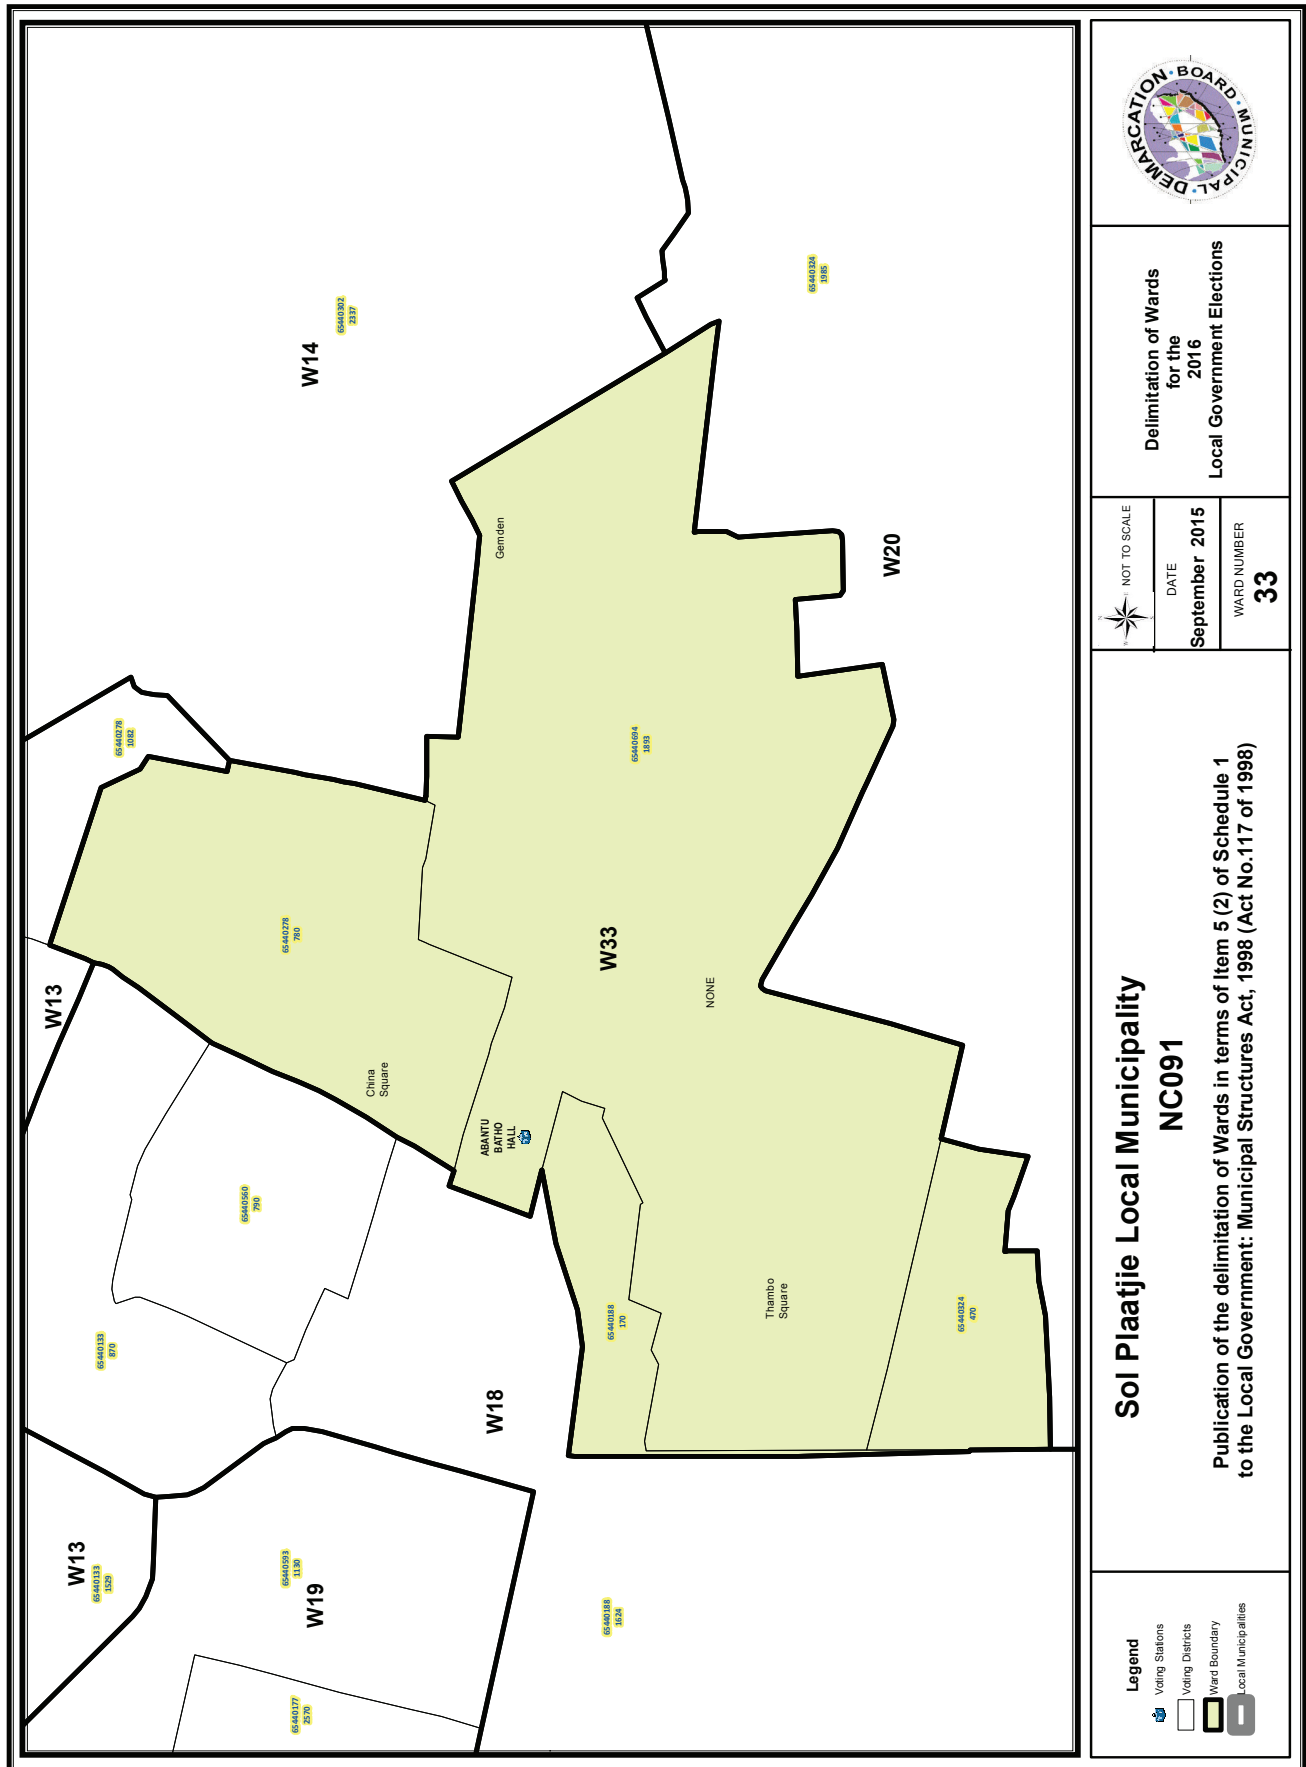 W13
65440133
1529
65440593
1130
W19
65440177
2570
65440133
870
65440560
790
W18
65440188
1624
W13
65440278
1082
65440278
780
China
Square
ABANTU
BATHO
HALL
65440188
170
Thambo
Square
65440324
470
W33
NONE
65440694
1893
Gemden
W14
65440302
2337
65440324
1985
W20
Legend
Voting Stations
Voting Districts
Ward Boundary
Local Municipalities
Sol Plaatjie Local Municipality
NC091
Publication of the delimitation of Wards in terms of Item 5 (2) of Schedule 1
to the Local Government: Municipal Structures Act, 1998 (Act No.117 of 1998)
NOT TO SCALE
DATE
September 2015
WARD NUMBER
33
Delimitation of Wards
for the
2016
Local Government Elections
MUNICIPAL • DEMARCATION • BOARD •